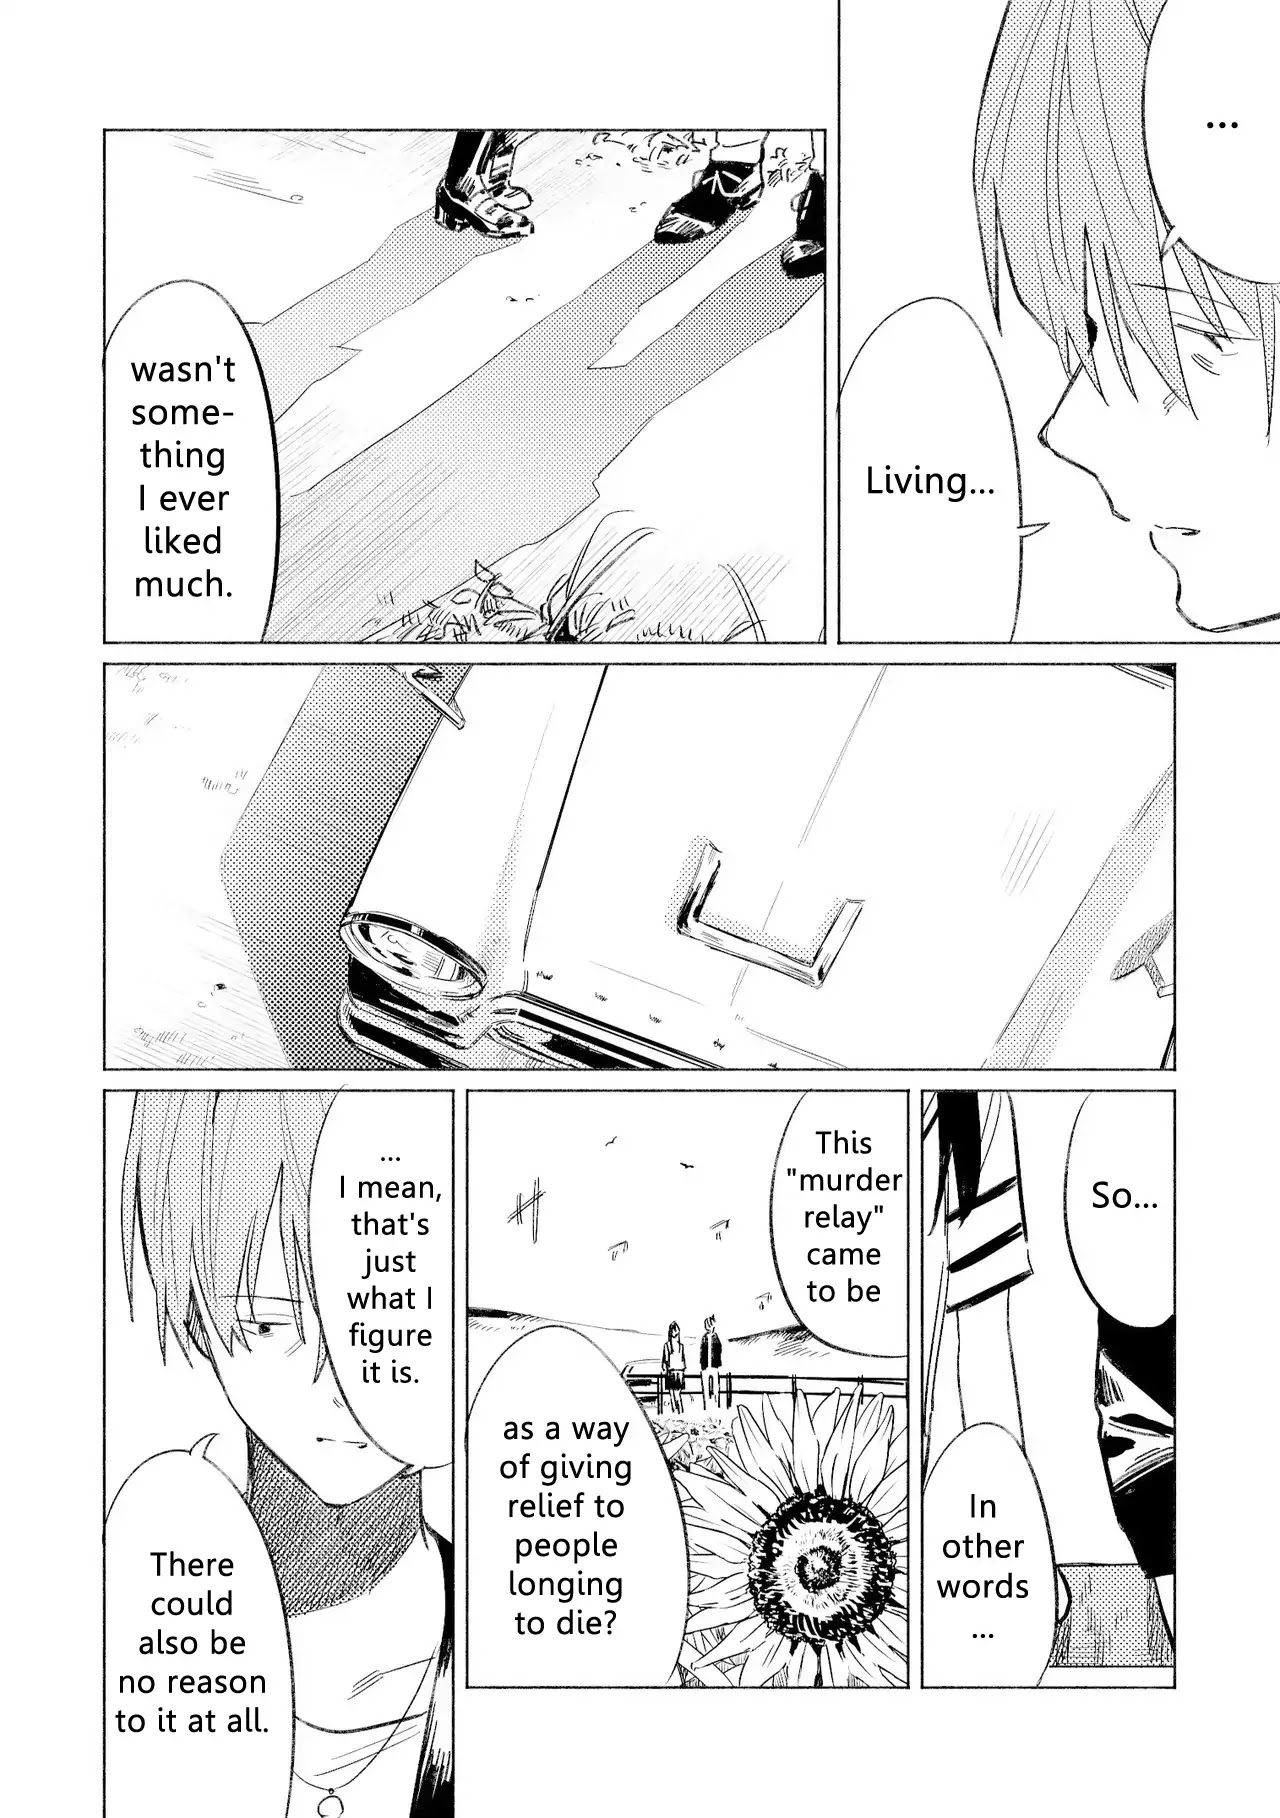 ...
Living...
wasn't
some-
thing
I ever
liked
much.
So...
In
other
words
...
This
"murder
relay"
came
to be
as a way
of giving
relief to
people
longing
to die?
...
I mean,
that's
just
what I
figure
it is.
There
could
also be
no reason
to it at all.